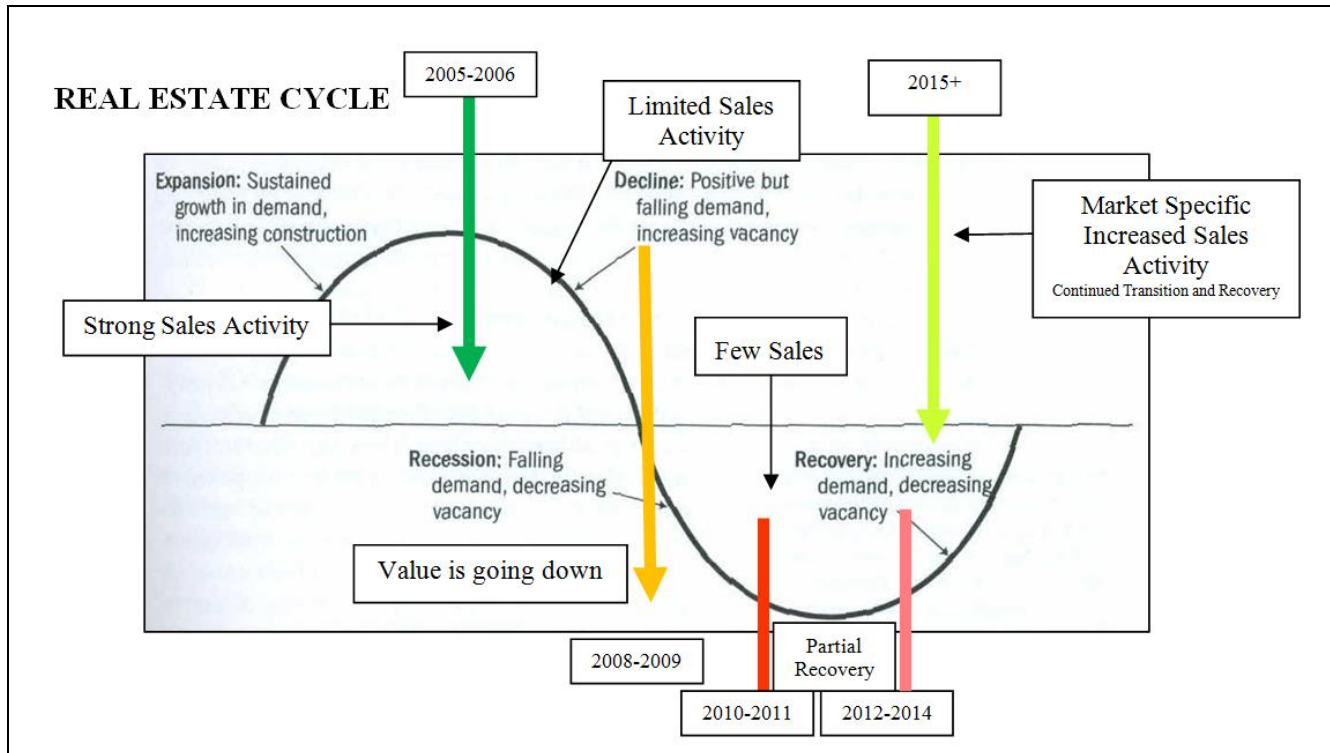 REAL ESTATE CYCLE
2005-2006
2015+
Limited Sales
Activity
Expansion: Sustained
growth in demand,
increasing construction
Decline: Positive but
falling demand,
increasing vacancy
Market Specific
Increased Sales
Activity
Continued Transition and Recovery
Strong Sales Activity
Few Sales
Recession: Falling
demand, decreasing
vacancy
Recovery: Increasing
demand, decreasing
vacancy
Value is going down
2008-2009
Partial
Recovery
2010-2011
2012-2014